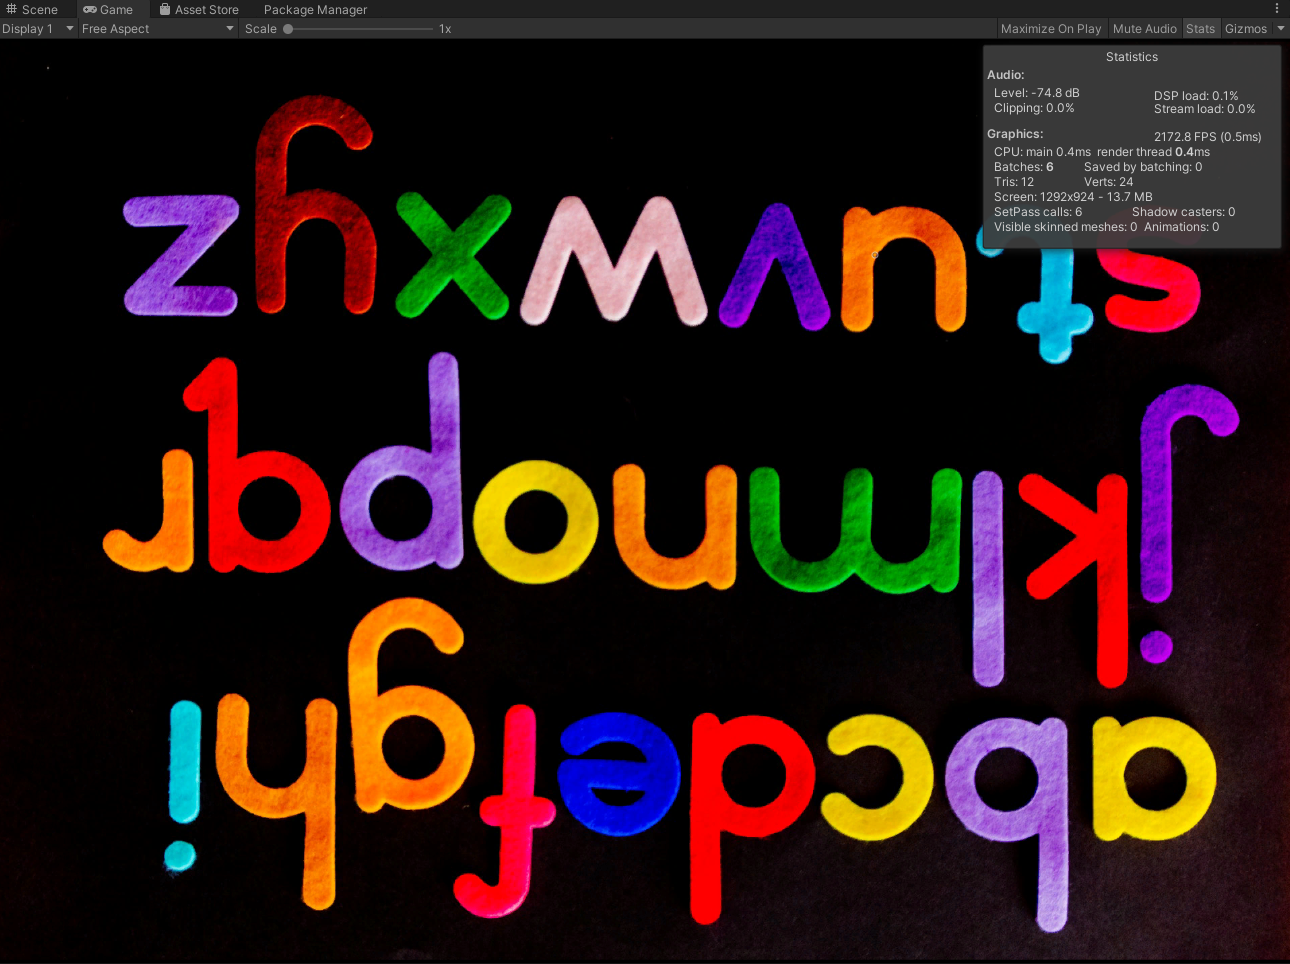 Scene Game Asset Store Package Manager
Display 1 Free Aspect Scale 1x Maximize On Play Mute Audio Stats Gizmos
Statistics
Audio:
Level: -74.8 dB DSP load: 0.1%
Clipping: 0.0% Stream load: 0.0%
Graphics: 2172.8 FPS (0.5ms)
CPU: main 0.4ms render thread 0.4ms
Batches: 6 Saved by batching: 0
Tris: 12 Verts: 24
Screen: 1292x924 - 13.7 MB
SetPass calls: 6 Shadow casters: 0
Visible skinned meshes: 0 Animations: 0
a b c d e f g h i
j k l m n o p q r
s t u v w x y z